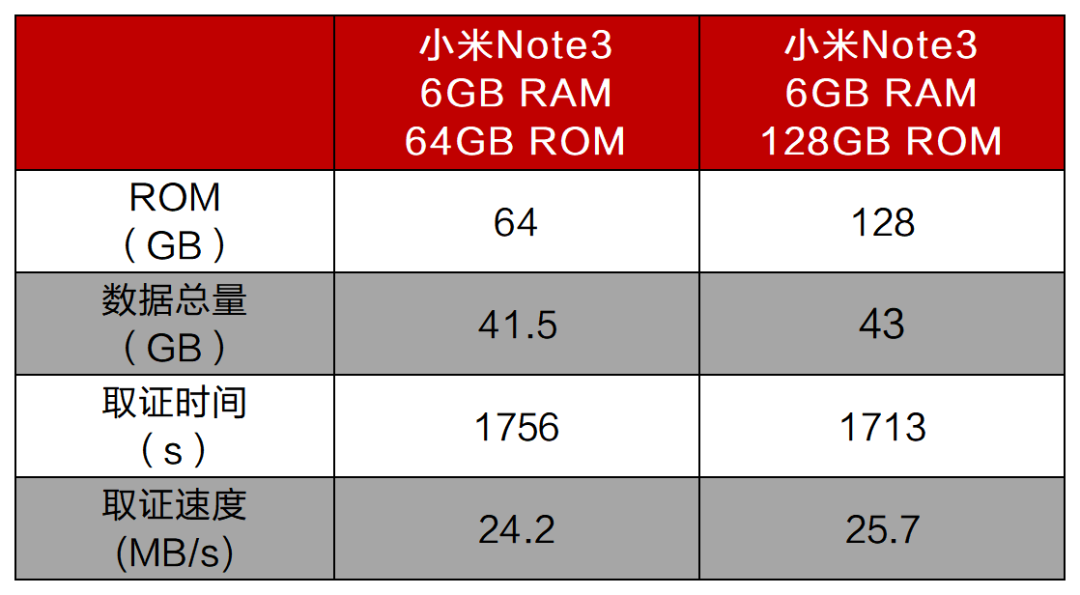 小米Note3
6GB RAM
64GB ROM
小米Note3
6GB RAM
128GB ROM
ROM
（GB）
64
128
数据总量
（GB）
41.5
43
取证时间
（s）
1756
1713
取证速度
(MB/s)
24.2
25.7